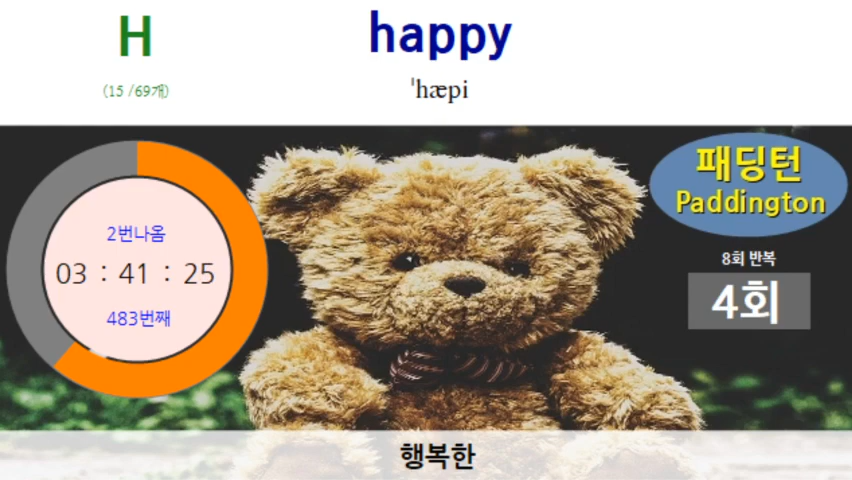 H
(15 /69개)
happy
ˈhæpi
2번나옴
03 : 41 : 25
483번째
패딩턴
Paddington
8회 반복
4회
행복한